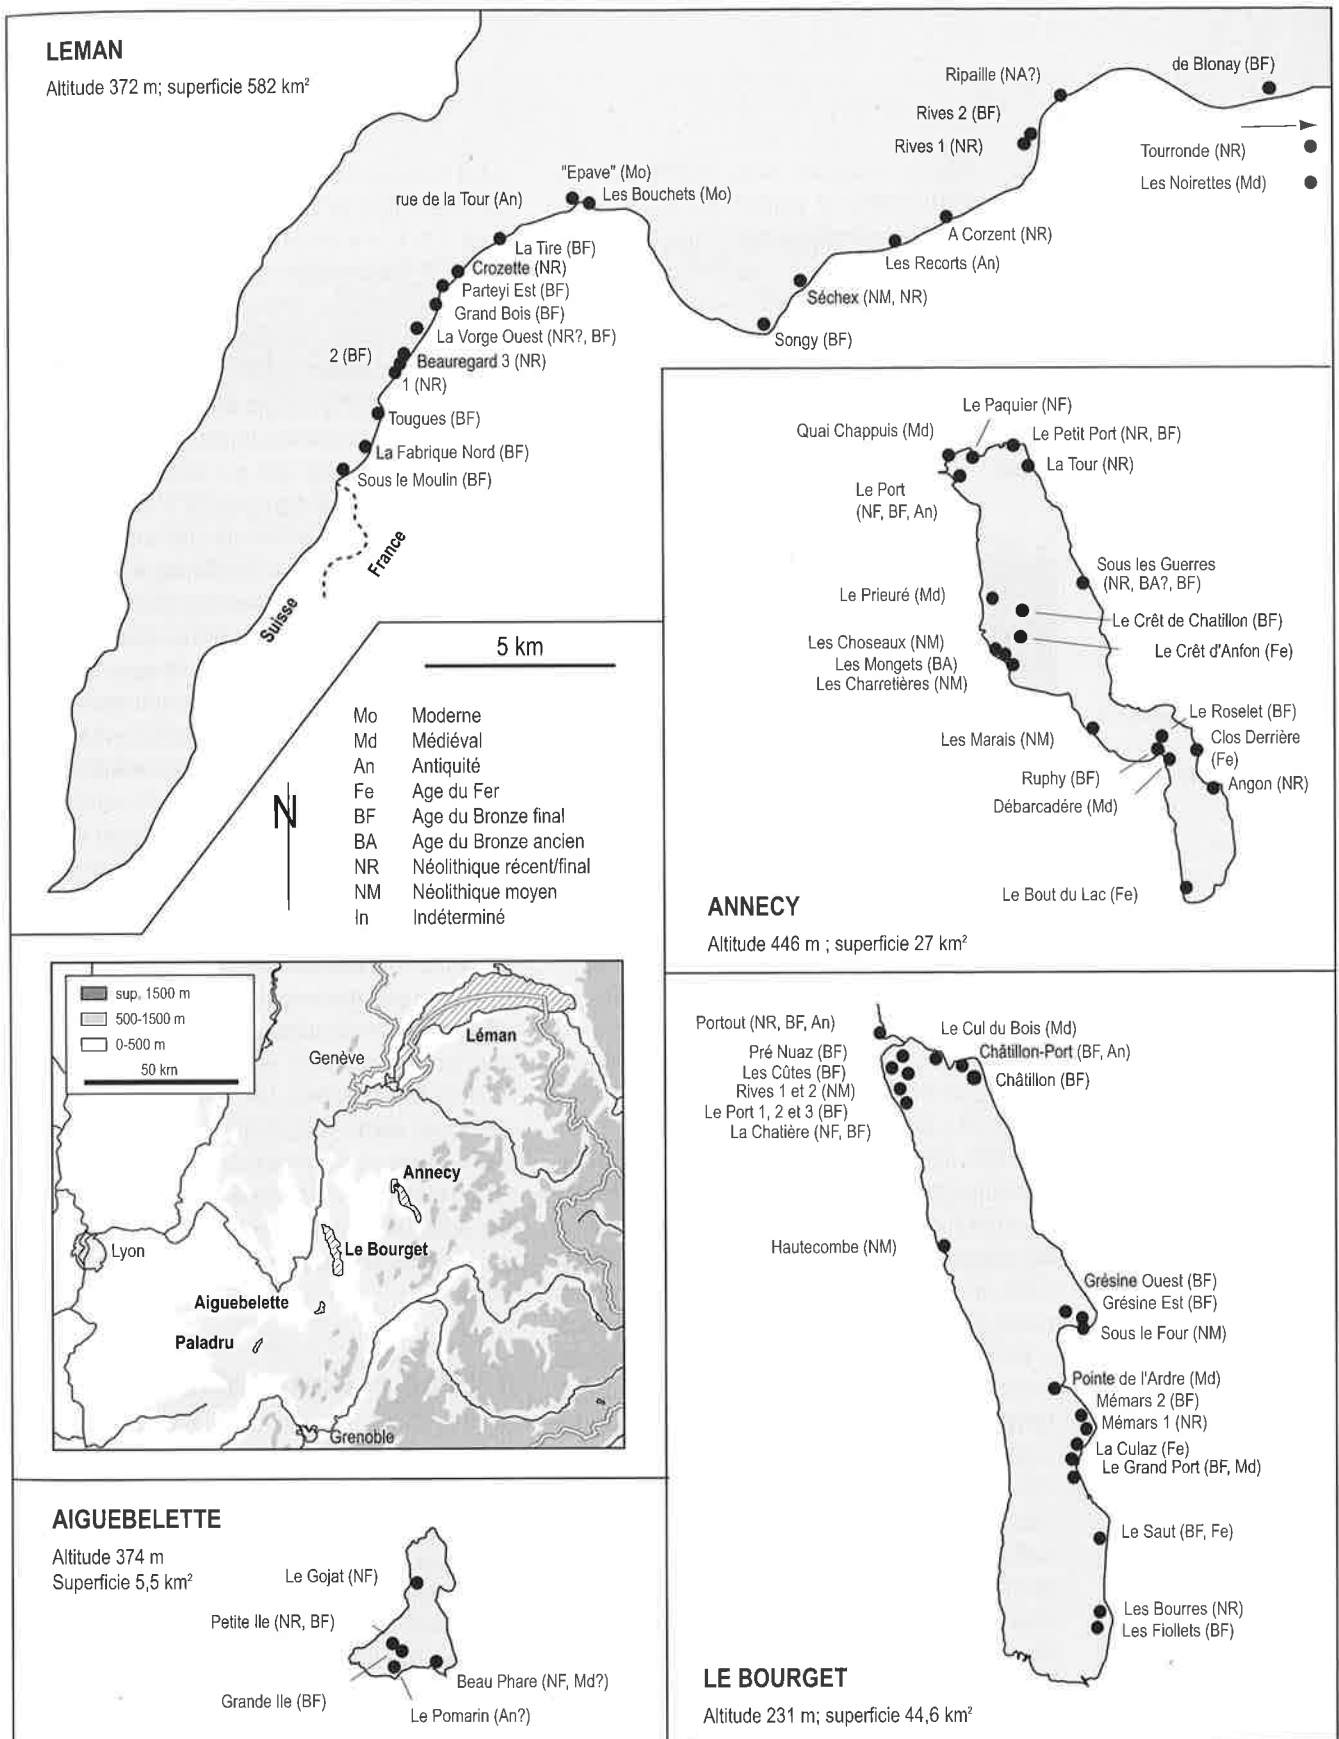 LEMAN
Altitude 372 m; superficie 582 km²
de Blonay (BF)
Ripaille (NA?)
Rives 2 (BF)
Rives 1 (NR)
Tourronde (NR)
Les Noirettes (Md)
"Epave" (Mo)
rue de la Tour (An)
Les Bouchets (Mo)
A Corzent (NR)
La Tire (BF)
Les Recorts (An)
Crozette (NR)
Parteyi Est (BF)
Séchex (NM, NR)
Grand Bois (BF)
La Vorge Ouest (NR?, BF)
Songy (BF)
2 (BF)
Beauregard 3 (NR)
1 (NR)
Tougues (BF)
La Fabrique Nord (BF)
Sous le Moulin (BF)
France
Suisse
5 km
Mo Moderne
Md Médiéval
An Antiquité
Fe Age du Fer
BF Age du Bronze final
BA Age du Bronze ancien
NR Néolithique récent/final
NM Néolithique moyen
In Indéterminé
N
Le Paquier (NF)
Quai Chappuis (Md)
Le Petit Port (NR, BF)
La Tour (NR)
Le Port
(NF, BF, An)
Sous les Guerres
(NR, BA?, BF)
Le Prieuré (Md)
Le Crêt de Chatillon (BF)
Les Choseaux (NM)
Le Crêt d'Anfon (Fe)
Les Mongets (BA)
Les Charretières (NM)
Le Roselet (BF)
Les Marais (NM)
Clos Derrière
(Fe)
Ruphy (BF)
Angon (NR)
Débarcadére (Md)
Le Bout du Lac (Fe)
ANNECY
Altitude 446 m ; superficie 27 km²
sup, 1500 m
500-1500 m
0-500 m
50 km
Genève
Léman
Annecy
Lyon
Le Bourget
Aiguebelette
Paladru
Grenoble
Portout (NR, BF, An)
Le Cul du Bois (Md)
Pré Nuaz (BF)
Châtillon-Port (BF, An)
Les Côtes (BF)
Châtillon (BF)
Rives 1 et 2 (NM)
Le Port 1, 2 et 3 (BF)
La Chatière (NF, BF)
Hautecombe (NM)
Grésine Ouest (BF)
Grésine Est (BF)
Sous le Four (NM)
Pointe de l'Ardre (Md)
Mémars 2 (BF)
Mémars 1 (NR)
La Culaz (Fe)
Le Grand Port (BF, Md)
Le Saut (BF, Fe)
Les Bourres (NR)
Les Fiollets (BF)
LE BOURGET
Altitude 231 m; superficie 44,6 km²
AIGUEBELETTE
Altitude 374 m
Superficie 5,5 km²
Le Gojat (NF)
Petite Ile (NR, BF)
Beau Phare (NF, Md?)
Grande Ile (BF)
Le Pomarin (An?)